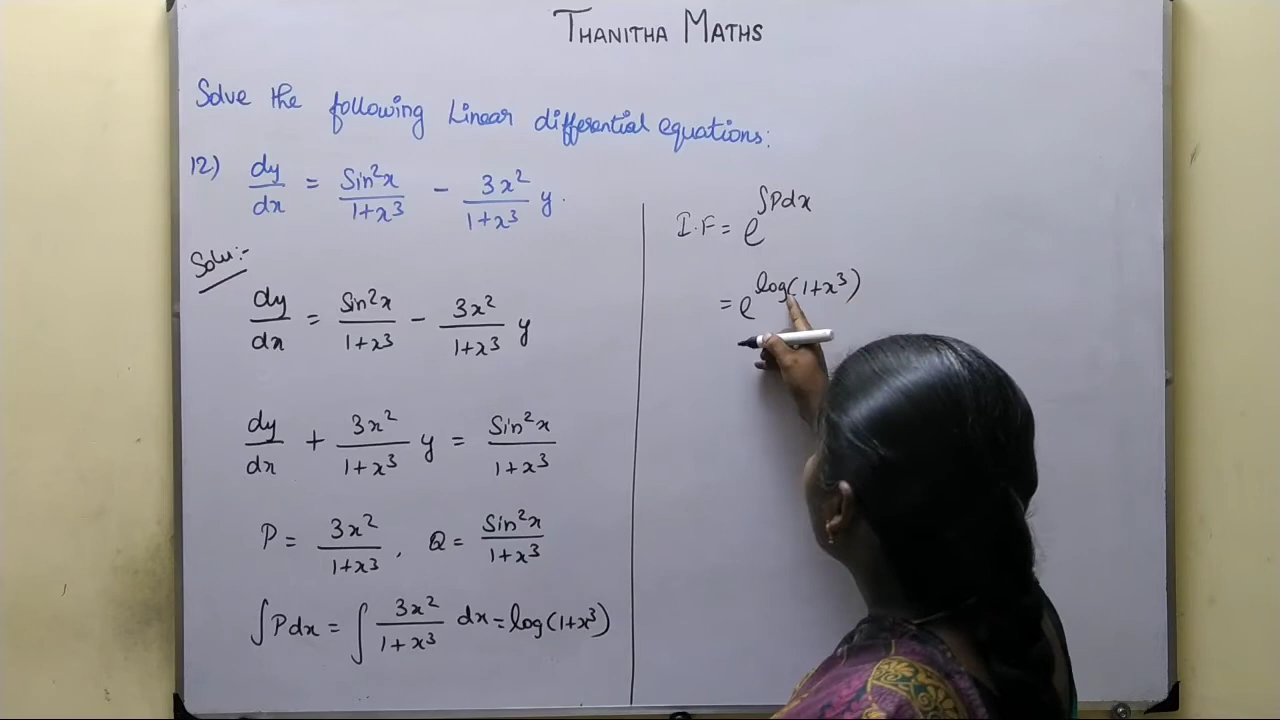 THANITHA MATHS
Solve the following Linear differential equations:
12) dy/dx = Sin²x/1+x³ - 3x²/1+x³ y.
Solu:-
dy/dx = Sin²x/1+x³ - 3x²/1+x³ y
dy/dx + 3x²/1+x³ y = Sin²x/1+x³
P = 3x²/1+x³, Q = Sin²x/1+x³
∫Pdx = ∫ 3x²/1+x³ dx = log(1+x³)
I.F = e^∫Pdx
= e^log(1+x³)